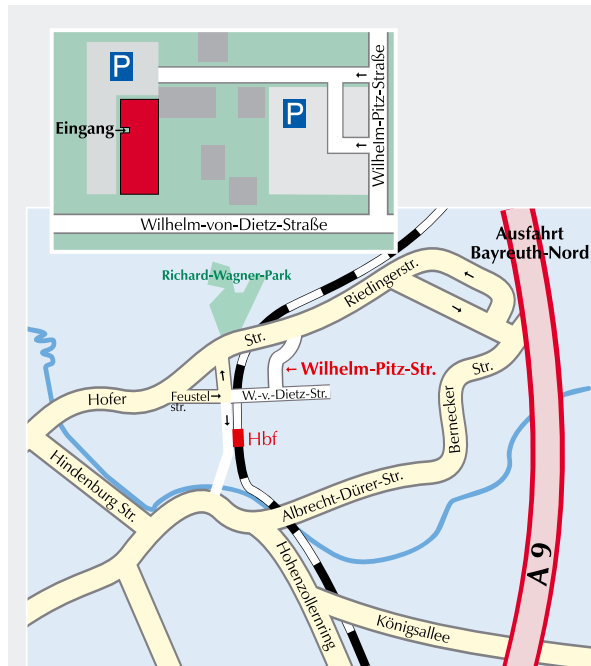 P
P
Eingang
Wilhelm-Pitz-Straße
Wilhelm-von-Dietz-Straße
Ausfahrt
Bayreuth-Nord
Richard-Wagner-Park
Riedingerstr.
Str.
Wilhelm-Pitz-Str.
Str.
Hofer
Feustel
str.
W.-v.-Dietz-Str.
Bernecker
Hbf
Hindenburg Str.
Albrecht-Dürer-Str.
A 9
Hohenzollernring
Königsallee